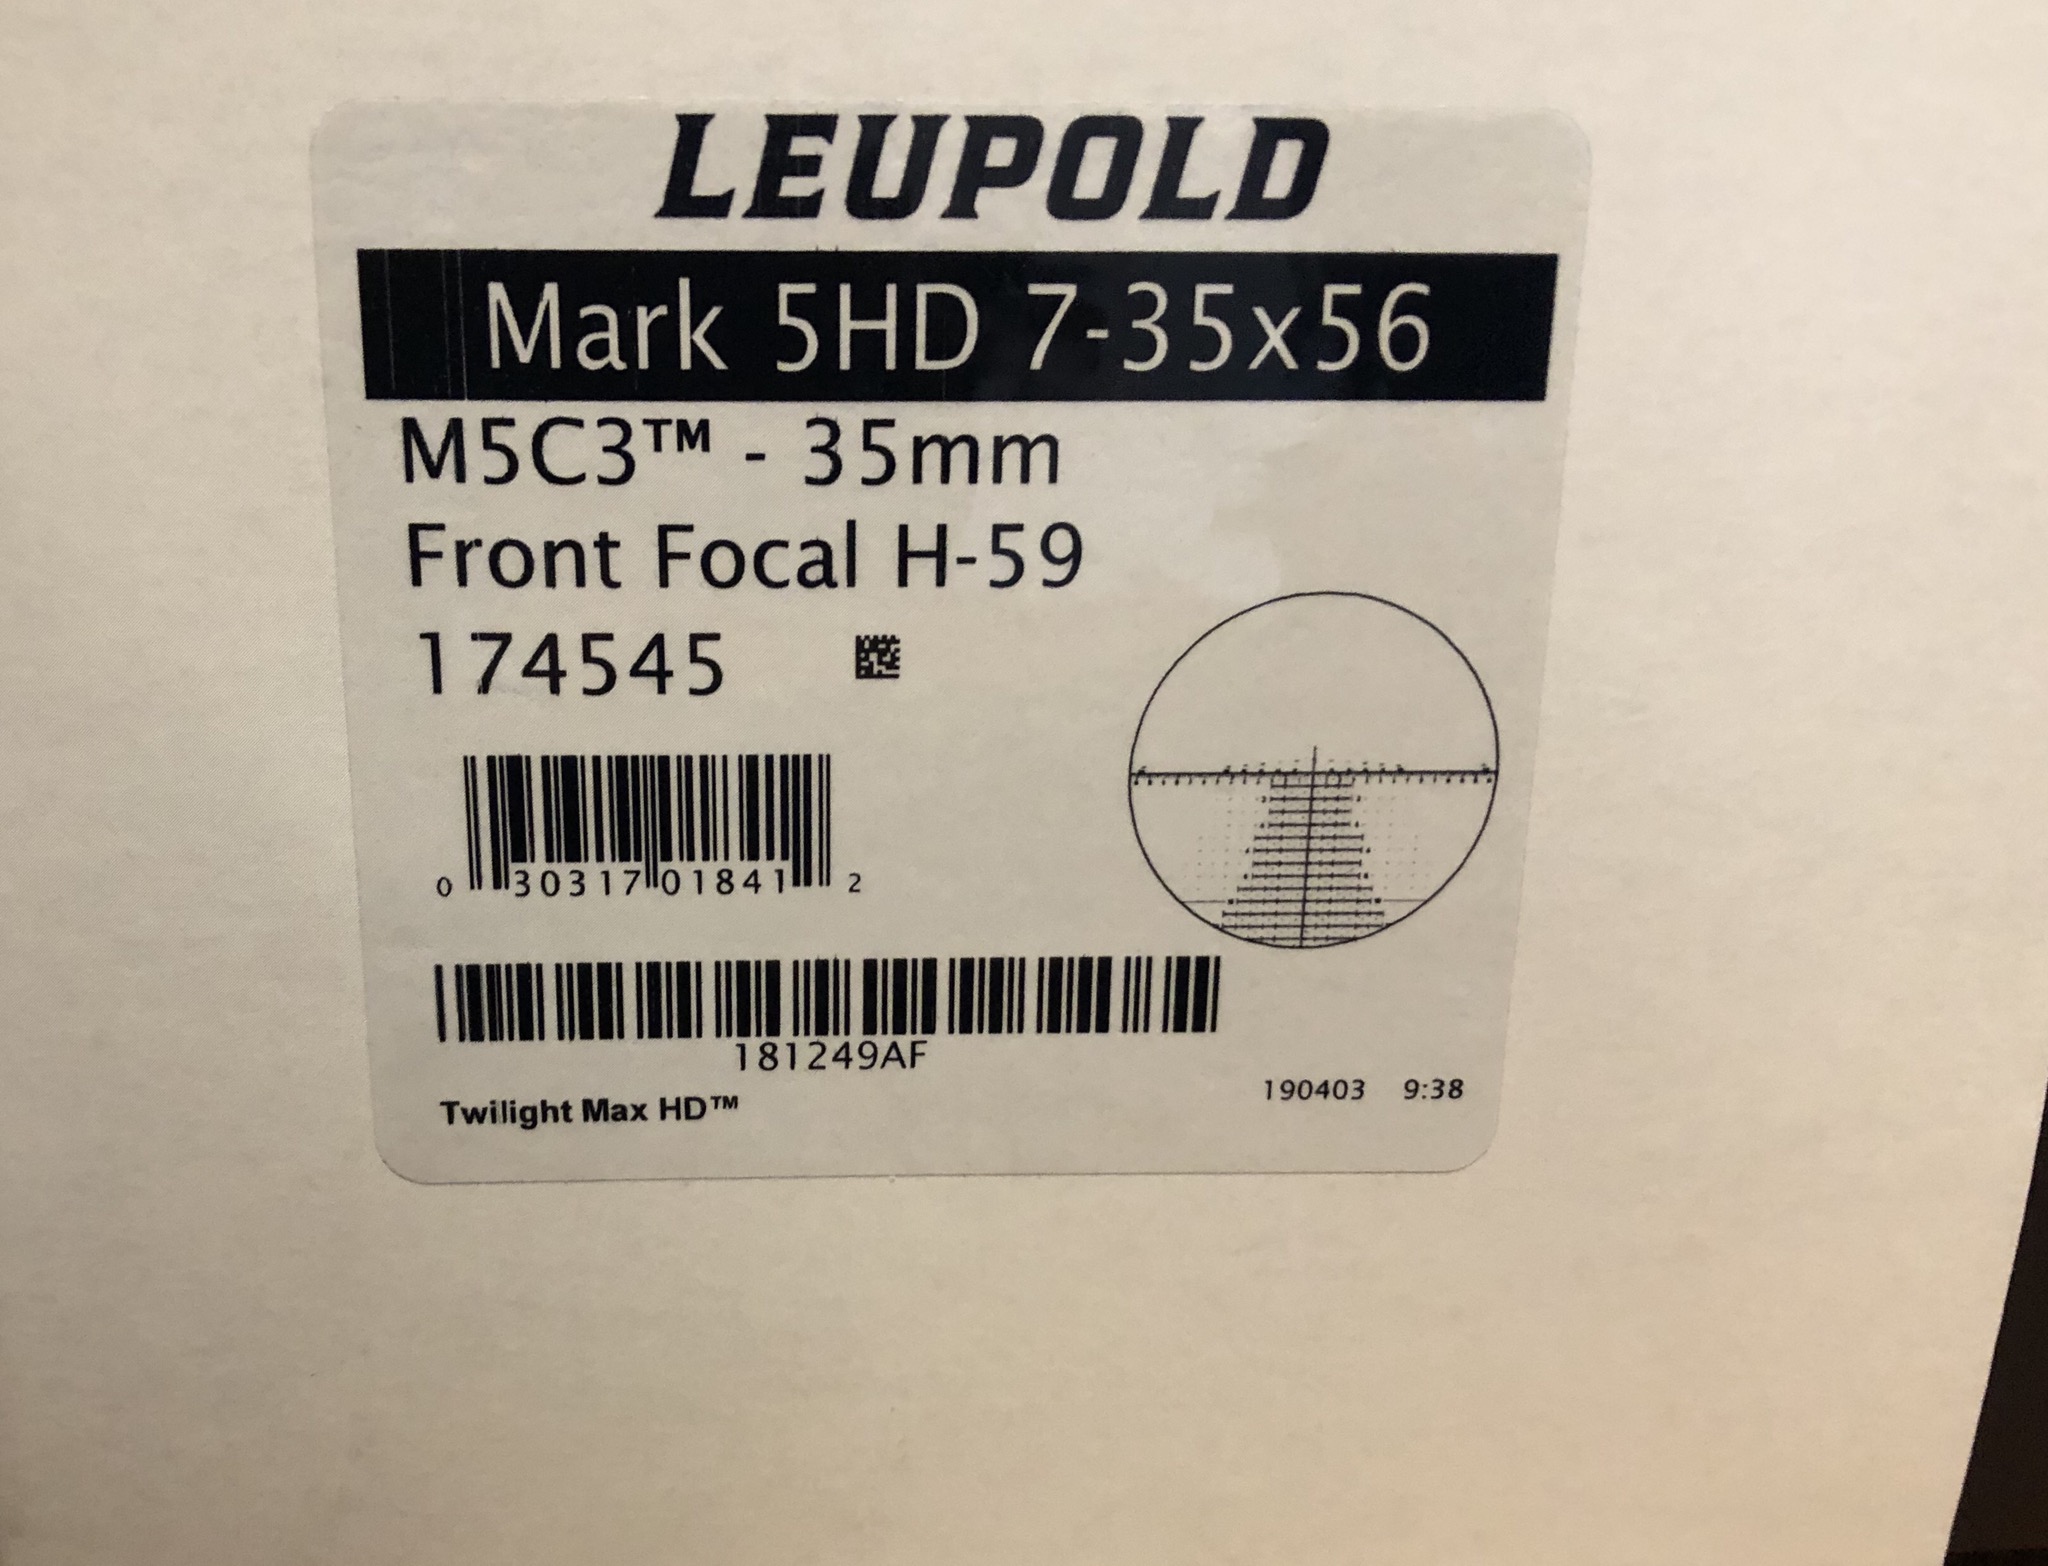 LEUPOLD
Mark 5HD 7-35x56
M5C3™ - 35mm
Front Focal H-59
174545
0 30317 01841 2
181249AF
Twilight Max HD™
190403 9:38